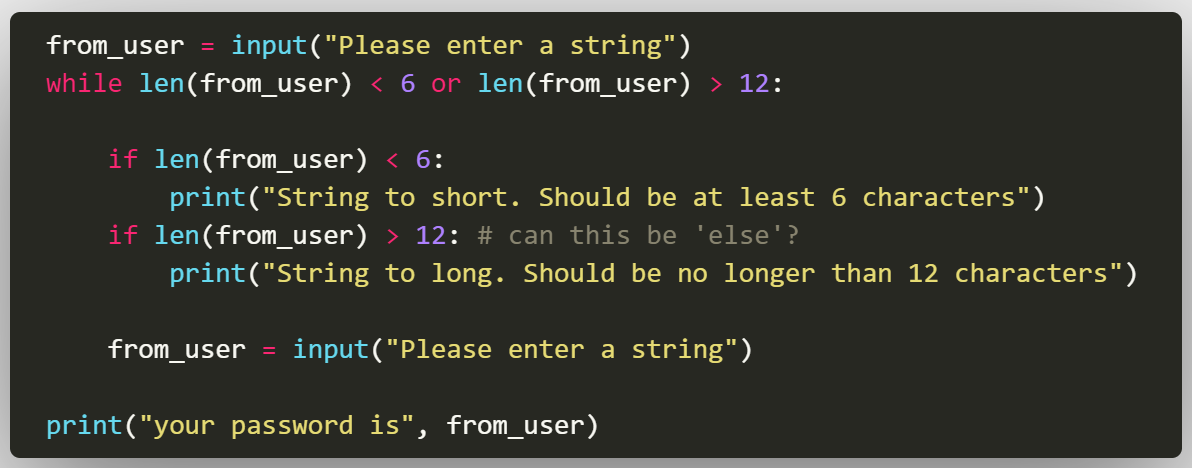 from_user = input("Please enter a string")
while len(from_user) < 6 or len(from_user) > 12:
    if len(from_user) < 6:
        print("String to short. Should be at least 6 characters")
    if len(from_user) > 12: # can this be 'else'?
        print("String to long. Should be no longer than 12 characters")
    from_user = input("Please enter a string")
print("your password is", from_user)